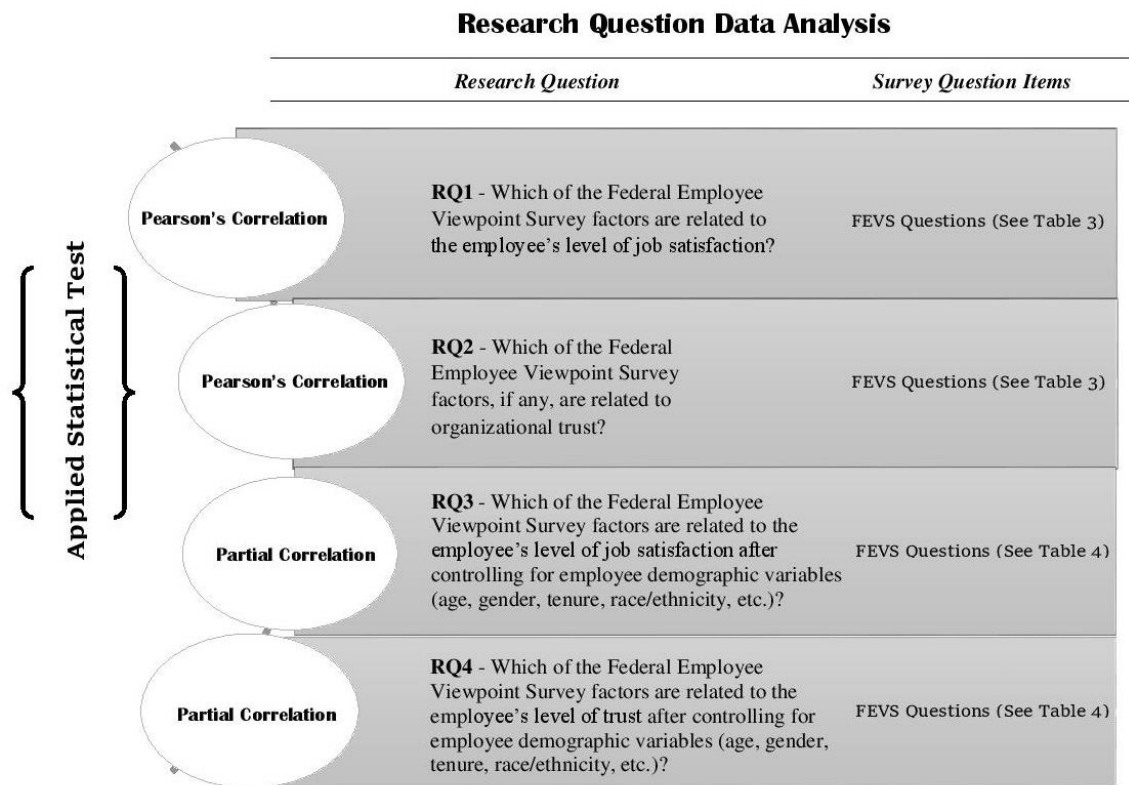 Research Question Data Analysis
Research Question
Survey Question Items
Applied Statistical Test
Pearson's Correlation
RQ1 - Which of the Federal Employee
Viewpoint Survey factors are related to
the employee's level of job satisfaction?
FEVS Questions (See Table 3)
Pearson's Correlation
RQ2 - Which of the Federal
Employee Viewpoint Survey
factors, if any, are related to
organizational trust?
FEVS Questions (See Table 3)
Partial Correlation
RQ3 - Which of the Federal Employee
Viewpoint Survey factors are related to the
employee's level of job satisfaction after
controlling for employee demographic variables
(age, gender, tenure, race/ethnicity, etc.)?
FEVS Questions (See Table 4)
Partial Correlation
RQ4 - Which of the Federal Employee
Viewpoint Survey factors are related to the
employee's level of trust after controlling for
employee demographic variables (age, gender,
tenure, race/ethnicity, etc.)?
FEVS Questions (See Table 4)